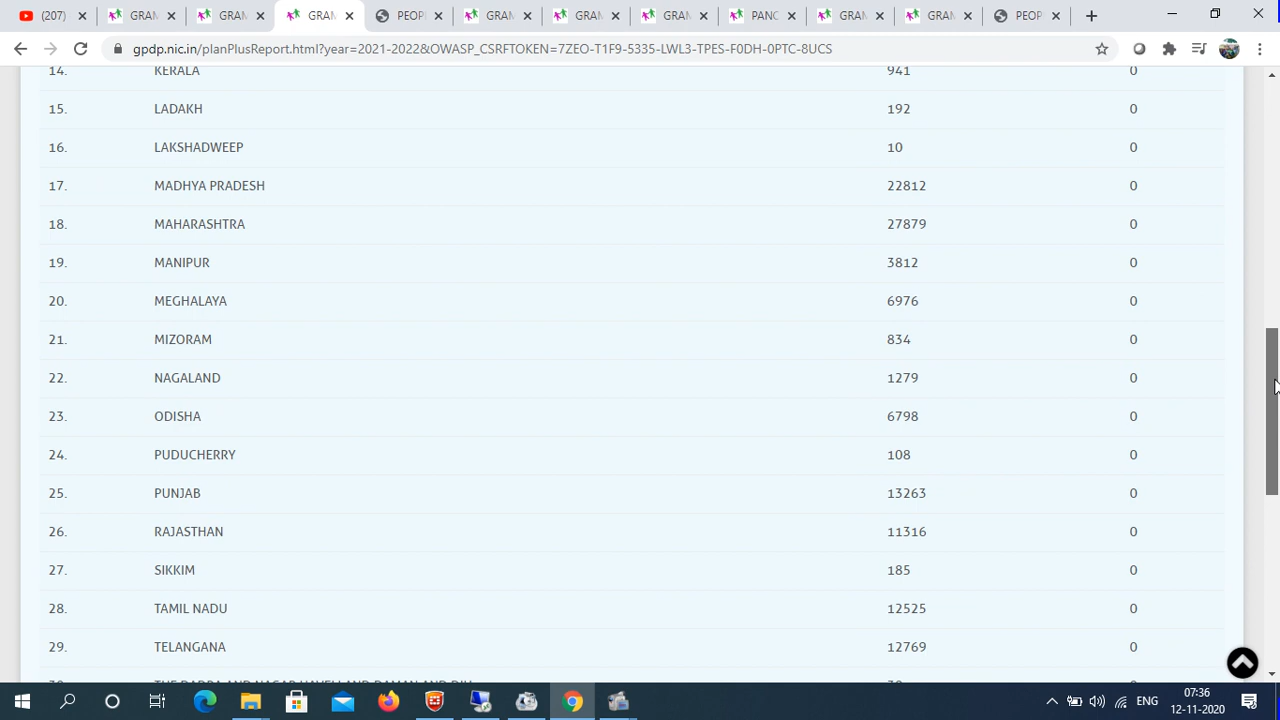 (207) GRAM GRAM GRAM PEOPL GRAM GRAM GRAM PANC GRAM GRAM PEOP
gpdp.nic.in/planPlusReport.html?year=2021-2022&OWASP_CSRFTOKEN=7ZEO-T1F9-5335-LWL3-TPES-F0DH-0PTC-8UCS
14. KERALA 941 0
15. LADAKH 192 0
16. LAKSHADWEEP 10 0
17. MADHYA PRADESH 22812 0
18. MAHARASHTRA 27879 0
19. MANIPUR 3812 0
20. MEGHALAYA 6976 0
21. MIZORAM 834 0
22. NAGALAND 1279 0
23. ODISHA 6798 0
24. PUDUCHERRY 108 0
25. PUNJAB 13263 0
26. RAJASTHAN 11316 0
27. SIKKIM 185 0
28. TAMIL NADU 12525 0
29. TELANGANA 12769 0
ENG 07:36
12-11-2020